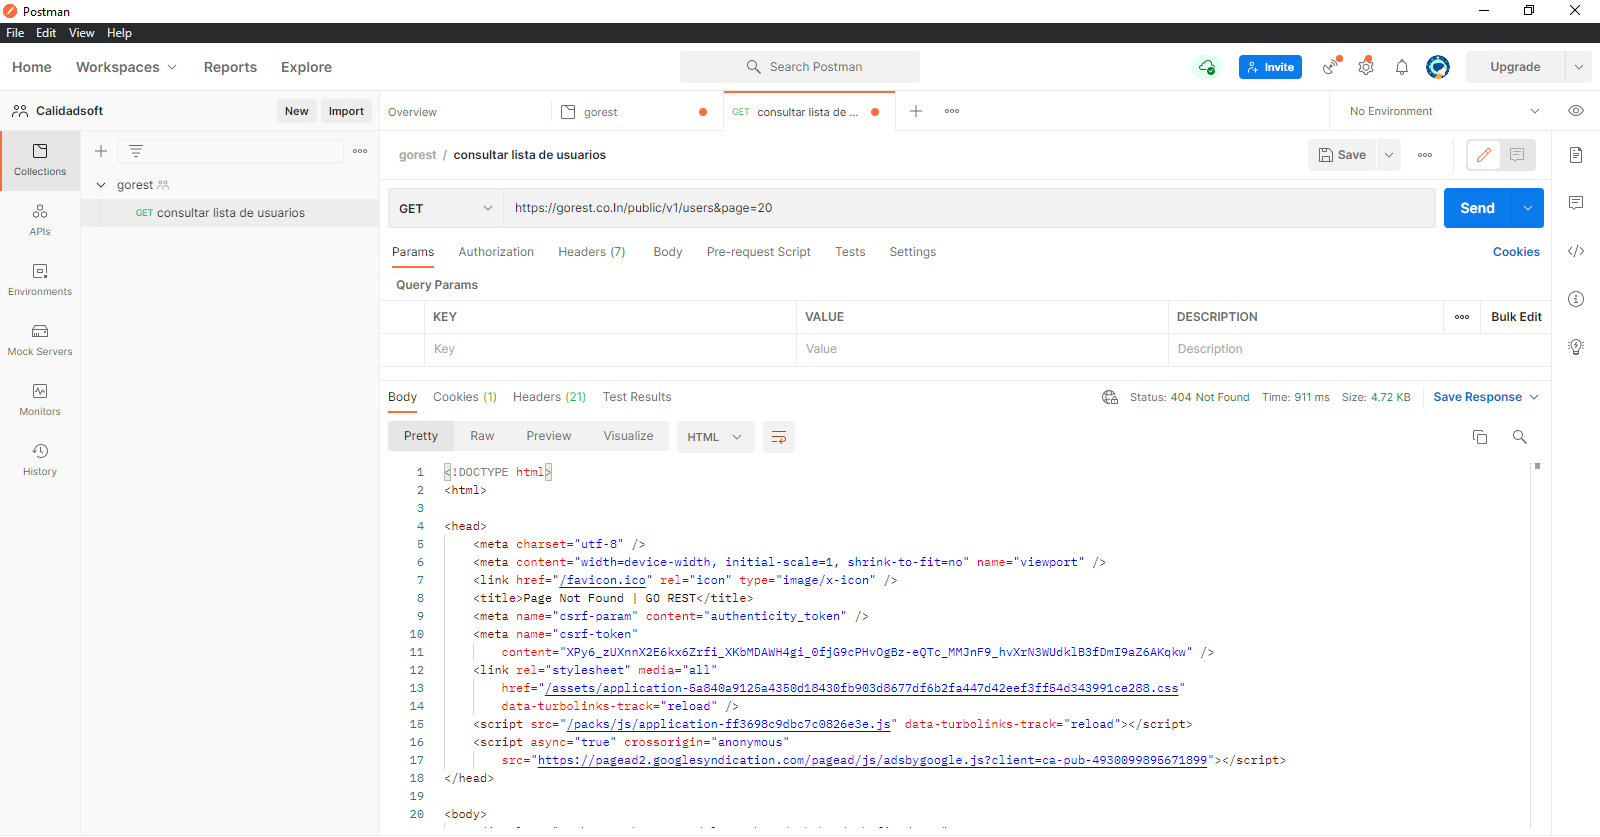 Postman
File Edit View Help
Home Workspaces Reports Explore Search Postman Invite Upgrade
Calidadsoft New Import Overview gorest GET consultar lista de ... No Environment
Collections
APIs
Environments
Mock Servers
Monitors
History
gorest
GET consultar lista de usuarios
gorest / consultar lista de usuarios Save
GET https://gorest.co.In/public/v1/users&page=20 Send
Params Authorization Headers (7) Body Pre-request Script Tests Settings Cookies
Query Params
KEY VALUE DESCRIPTION Bulk Edit
Key Value Description
Body Cookies (1) Headers (21) Test Results Status: 404 Not Found Time: 911 ms Size: 4.72 KB Save Response
Pretty Raw Preview Visualize HTML
1 <!DOCTYPE html>
2 <html>
3
4 <head>
5 <meta charset="utf-8" />
6 <meta content="width=device-width, initial-scale=1, shrink-to-fit=no" name="viewport" />
7 <link href="/favicon.ico" rel="icon" type="image/x-icon" />
8 <title>Page Not Found | GO REST</title>
9 <meta name="csrf-param" content="authenticity_token" />
10 <meta name="csrf-token"
11 content="XPy6_zUXnnX2E6kx6Zrfi_XKbMDAWH4gi_0fjG9cPHvOgBz-eQTc_MMJnF9_hvXrN3WUdklB3fDmI9aZ6AKqkw" />
12 <link rel="stylesheet" media="all"
13 href="/assets/application-5a840a9125a4350d18430fb903d8677df6b2fa447d42eef3ff54d343991ce288.css"
14 data-turbolinks-track="reload" />
15 <script src="/packs/js/application-ff3698c9dbc7c0826e3e.js" data-turbolinks-track="reload"></script>
16 <script async="true" crossorigin="anonymous"
17 src="https://pagead2.googlesyndication.com/pagead/js/adsbygoogle.js?client=ca-pub-4930099895671899"></script>
18 </head>
19
20 <body>